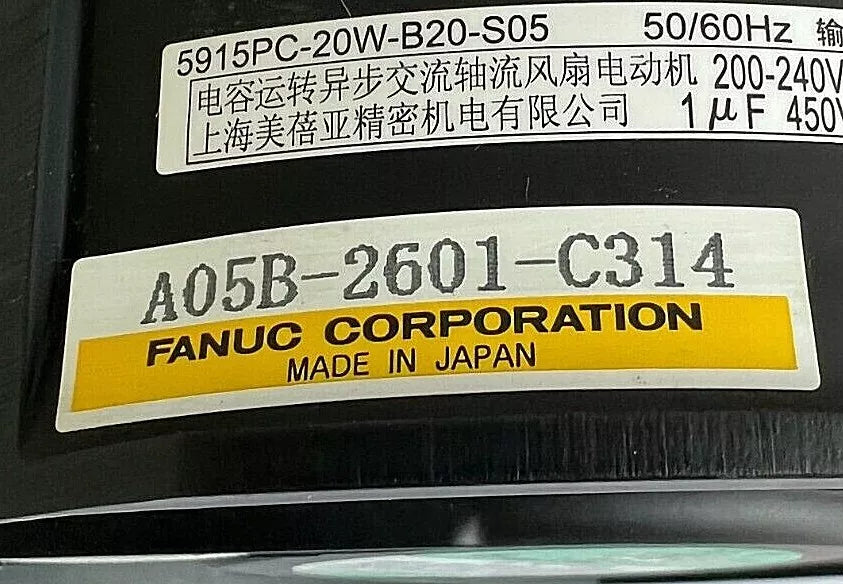 5915PC-20W-B20-S05 50/60Hz 输
电容运转异步交流轴流风扇电动机 200-240V
上海美蓓亚精密机电有限公司 1μF 450V
A05B-2601-C314
FANUC CORPORATION
MADE IN JAPAN